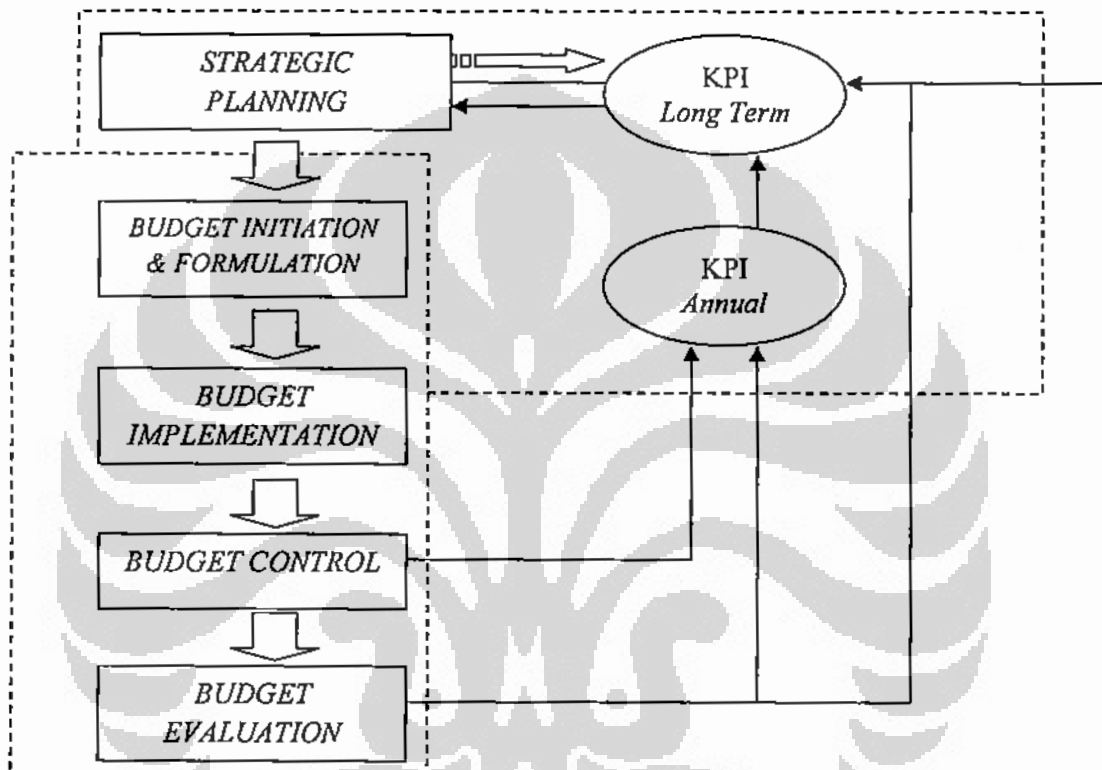 STRATEGIC
PLANNING
KPI
Long Term
BUDGET INITIATION
& FORMULATION
KPI
Annual
BUDGET
IMPLEMENTATION
BUDGET CONTROL
BUDGET
EVALUATION